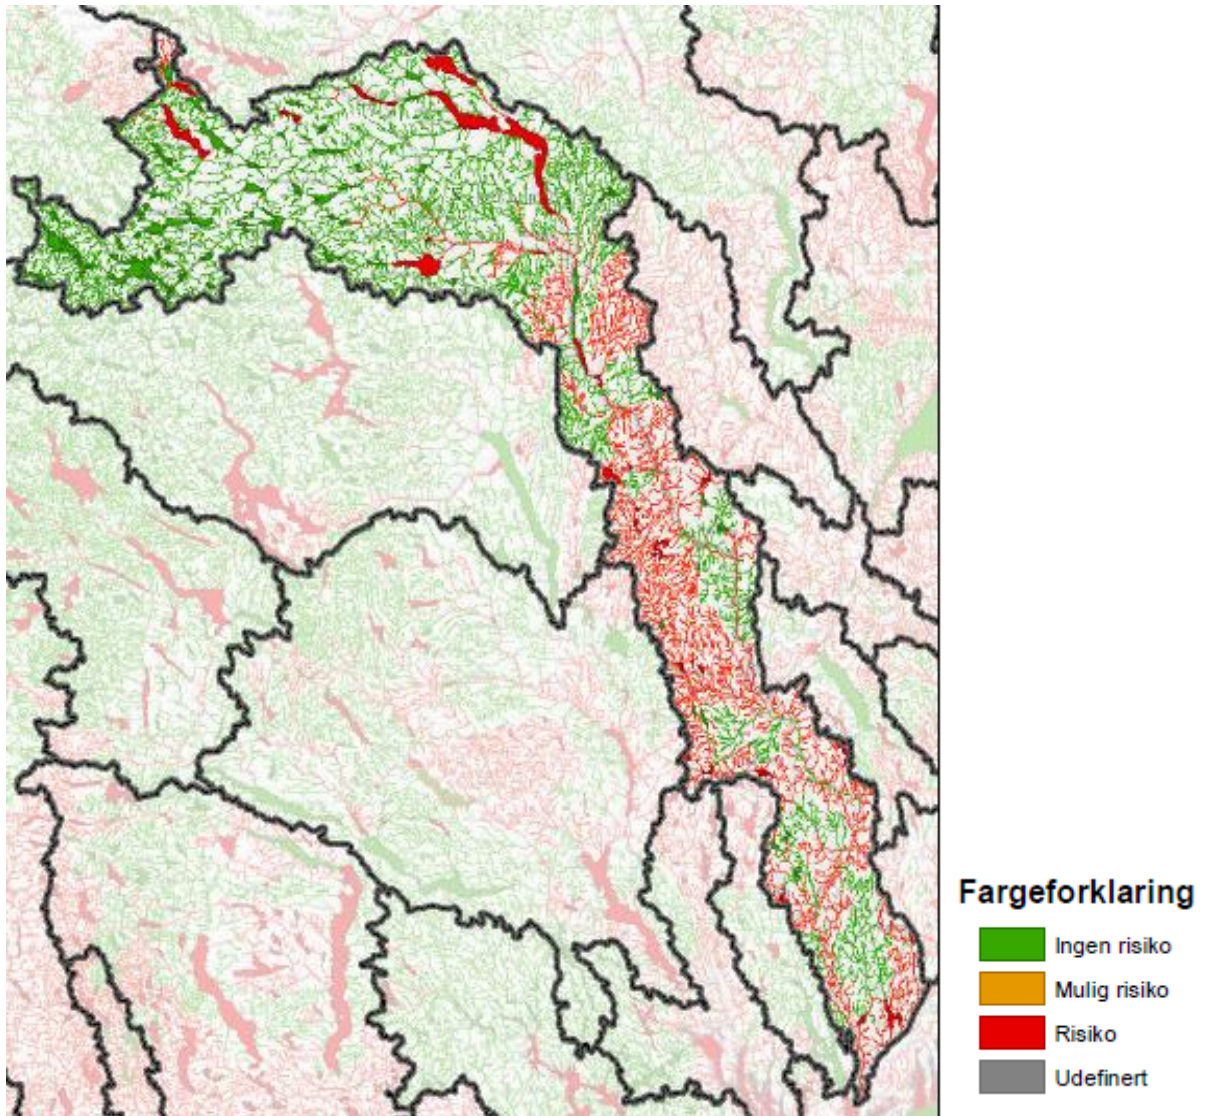 Fargeforklaring
Ingen risiko
Mulig risiko
Risiko
Udefinert